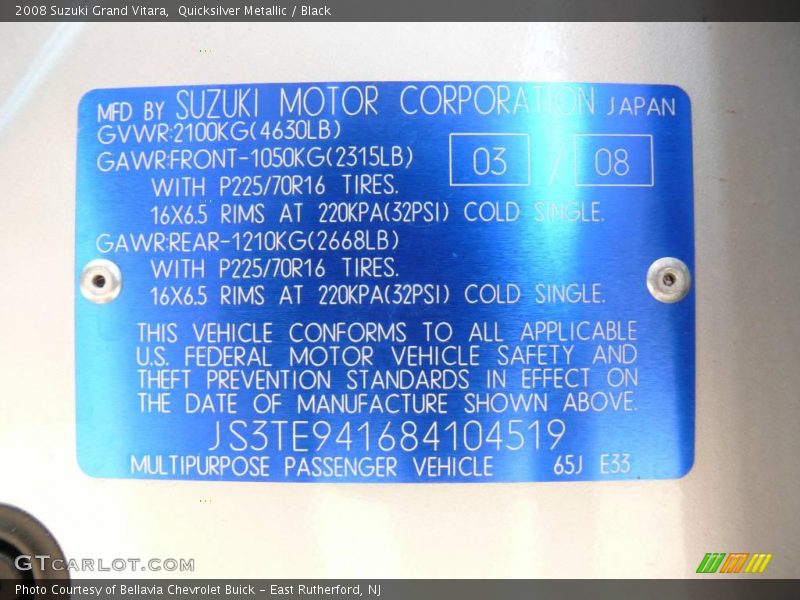 2008 Suzuki Grand Vitara,  Quicksilver Metallic / Black
MFD BY SUZUKI MOTOR CORPORATION JAPAN
GVWR:2100KG(4630LB)
GAWR:FRONT-1050KG(2315LB) 03 / 08
WITH P225/70R16 TIRES.
16X6.5 RIMS AT 220KPA(32PSI) COLD SINGLE.
GAWR:REAR-1210KG(2668LB)
WITH P225/70R16 TIRES.
16X6.5 RIMS AT 220KPA(32PSI) COLD SINGLE.
THIS VEHICLE CONFORMS TO ALL APPLICABLE
U.S. FEDERAL MOTOR VEHICLE SAFETY AND
THEFT PREVENTION STANDARDS IN EFFECT ON
THE DATE OF MANUFACTURE SHOWN ABOVE.
JS3TE941684104519
MULTIPURPOSE PASSENGER VEHICLE 65J E33
GTCARLOT.COM
Photo Courtesy of Bellavia Chevrolet Buick - East Rutherford, NJ